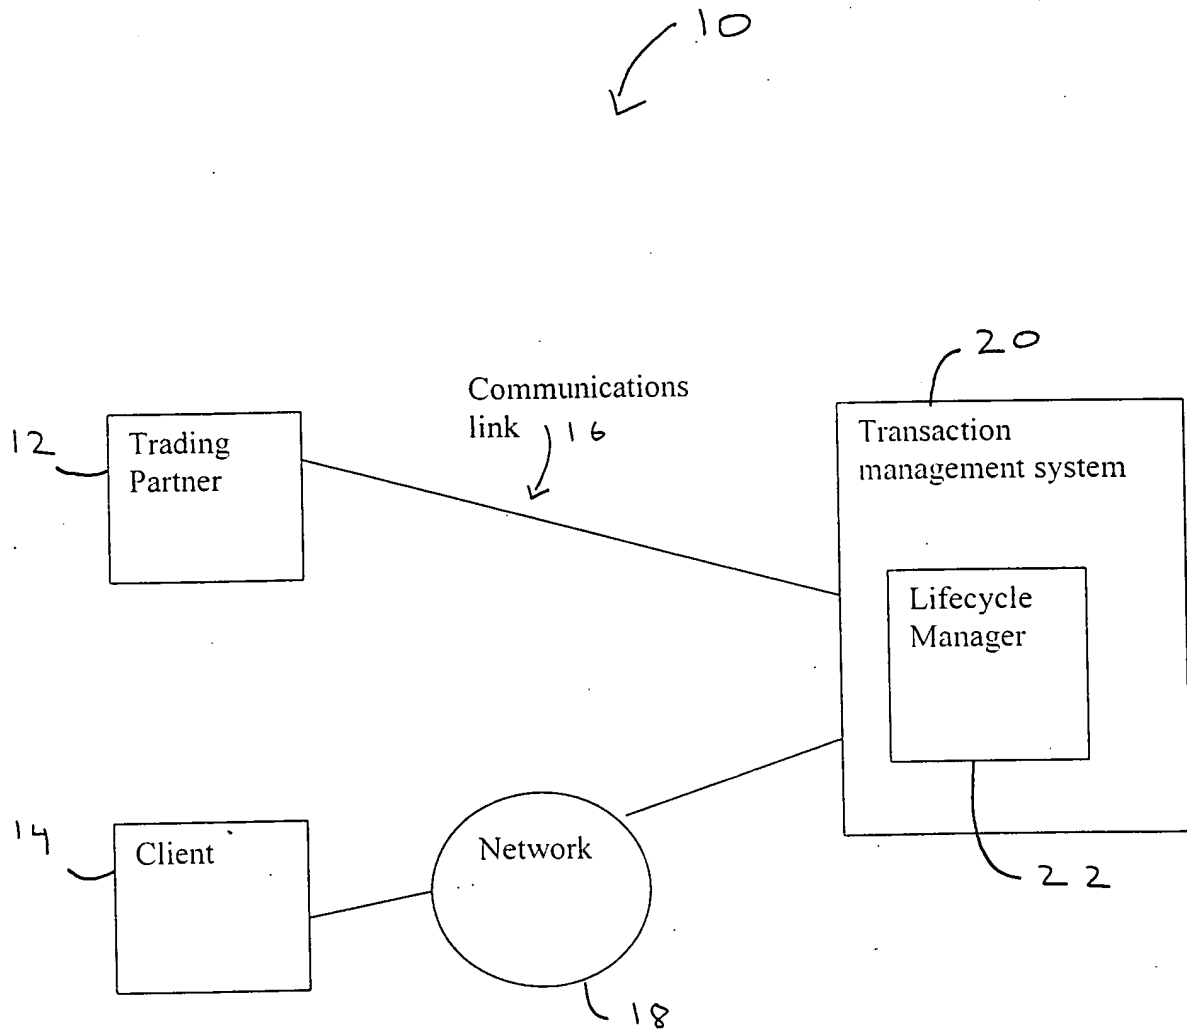 10
20
Communications
link 16
12
Trading
Partner
Transaction
management system
Lifecycle
Manager
14
Client
Network
22
18